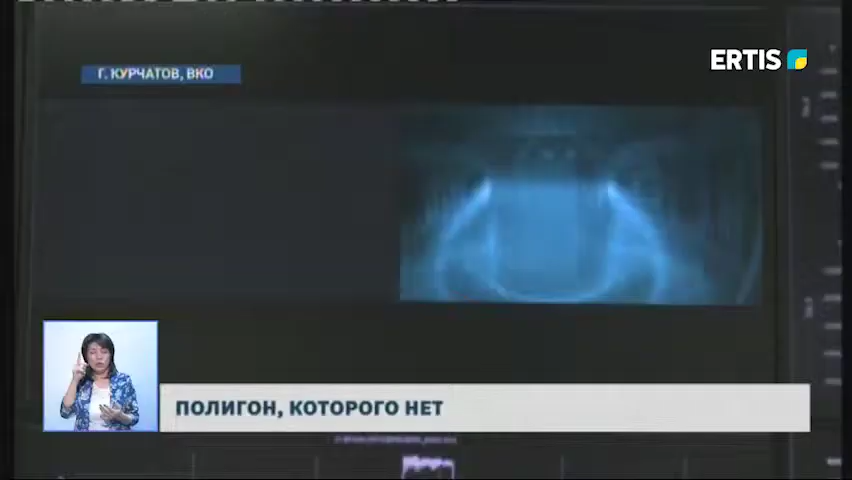 Г. КУРЧАТОВ, ВКО
ERTIS
ПОЛИГОН, КОТОРОГО НЕТ